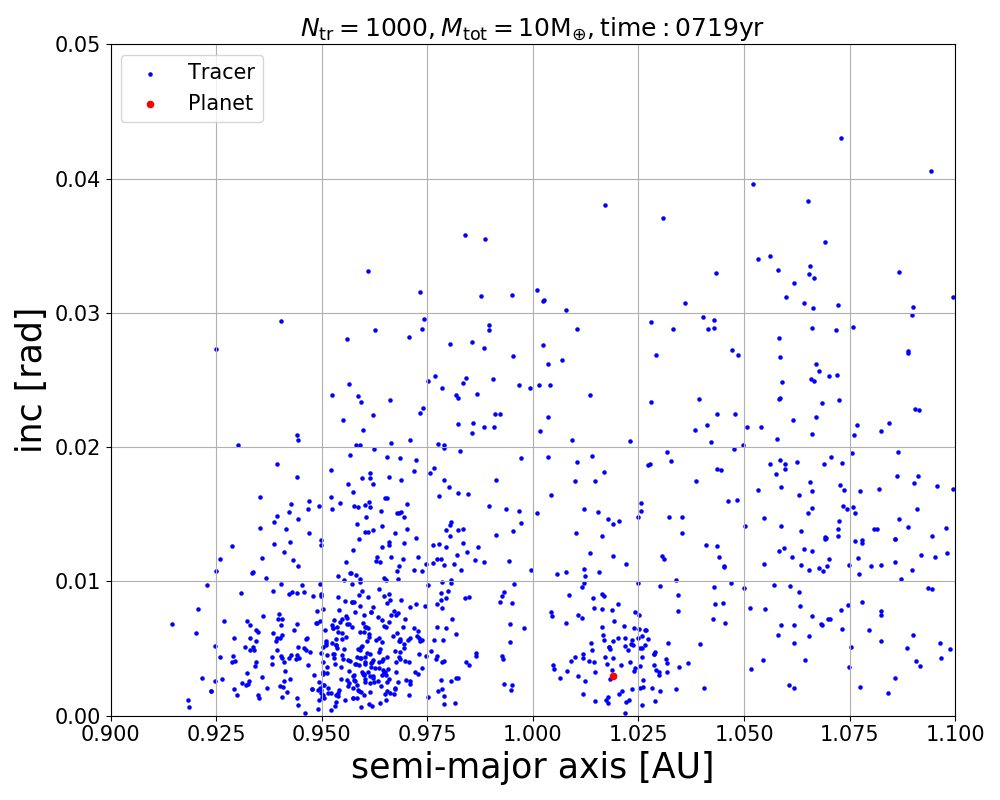 N_tr = 1000, M_tot = 10M_⊕, time : 0719yr
Tracer
Planet
inc [rad]
0.05
0.04
0.03
0.02
0.01
0.00
0.900 0.925 0.950 0.975 1.000 1.025 1.050 1.075 1.100
semi-major axis [AU]